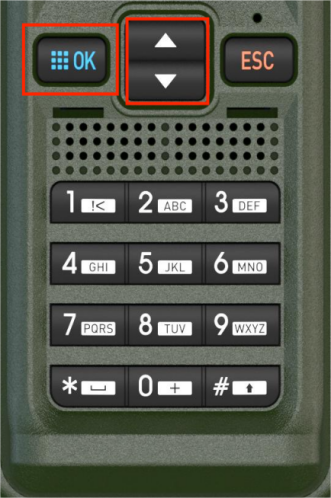 OK ESC
1 !< 2 ABC 3 DEF
4 GHI 5 JKL 6 MNO
7 PQRS 8 TUV 9 WXYZ
* 0 + #